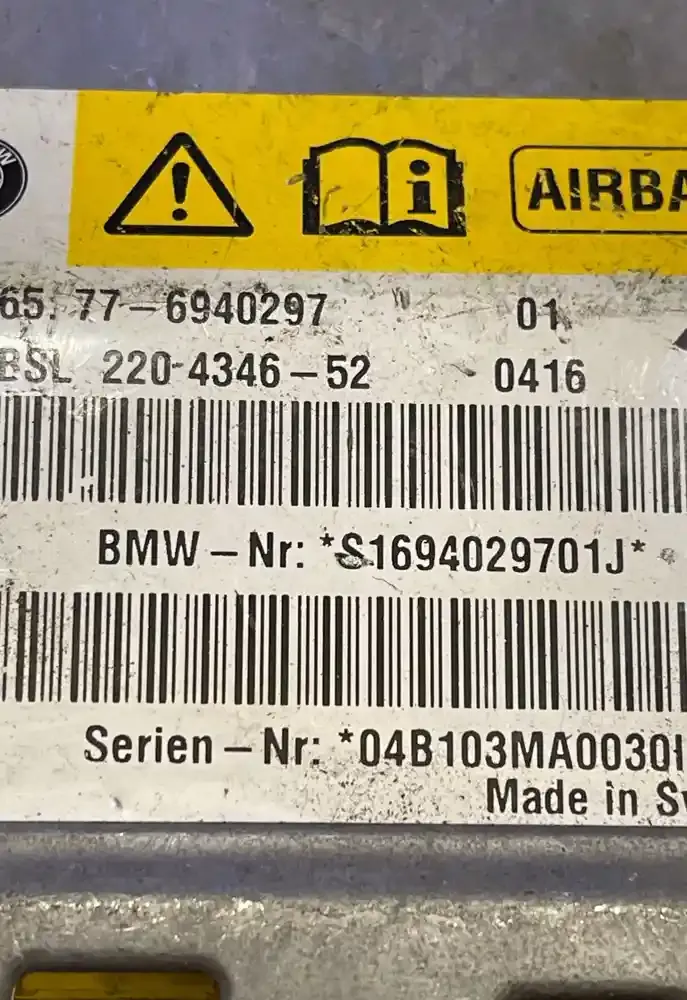 AIRBA
65.77-6940297 01
BSL 220-4346-52 0416
BMW-Nr: *S1694029701J*
Serien-Nr: *04B103MA0030
Made in S